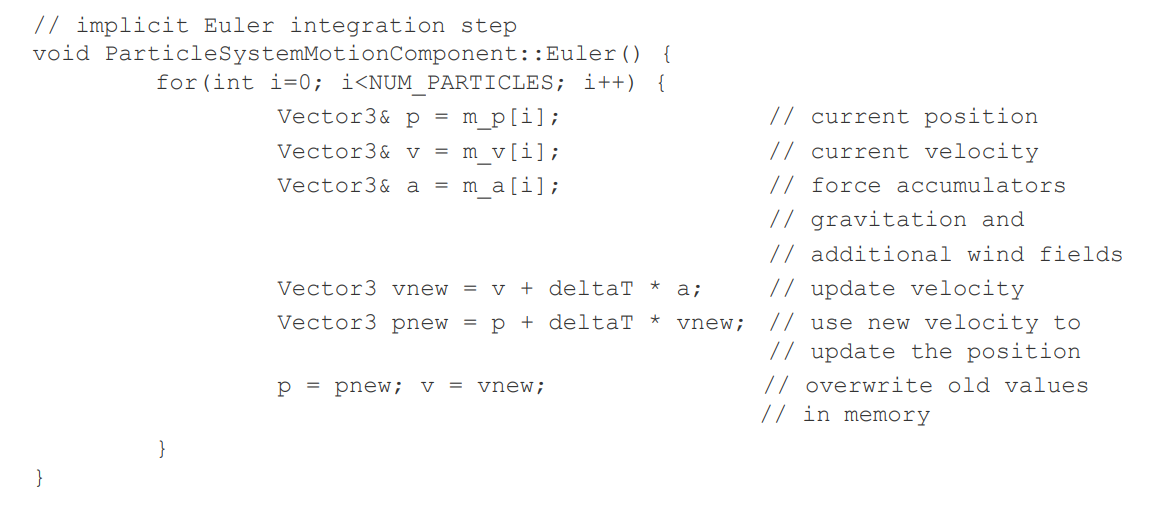 // implicit Euler integration step
void ParticleSystemMotionComponent::Euler() {
for(int i=0; i<NUM_PARTICLES; i++) {
Vector3& p = m_p[i]; // current position
Vector3& v = m_v[i]; // current velocity
Vector3& a = m_a[i]; // force accumulators
// gravitation and
// additional wind fields
Vector3 vnew = v + deltaT * a; // update velocity
Vector3 pnew = p + deltaT * vnew; // use new velocity to
// update the position
p = pnew; v = vnew; // overwrite old values
// in memory
}
}